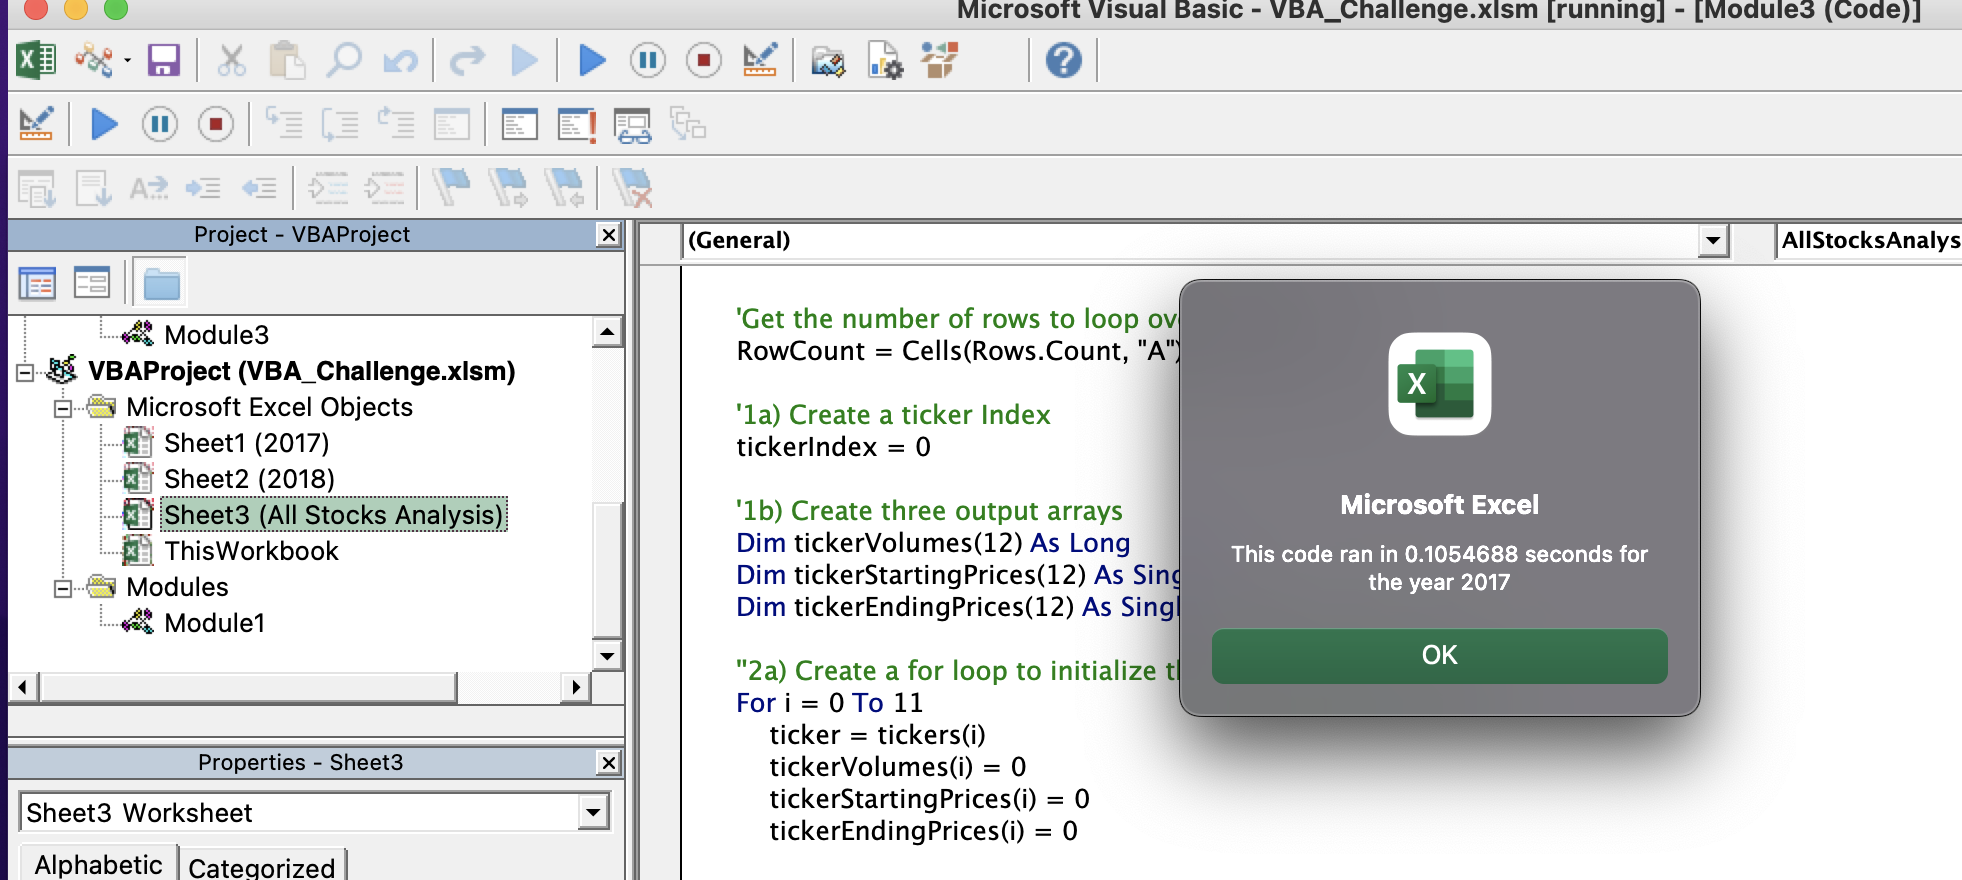 Microsoft Visual Basic - VBA_Challenge.xlsm [running] - [Module3 (Code)]
Project - VBAProject
Module3
VBAProject (VBA_Challenge.xlsm)
Microsoft Excel Objects
Sheet1 (2017)
Sheet2 (2018)
Sheet3 (All Stocks Analysis)
ThisWorkbook
Modules
Module1
Properties - Sheet3
Sheet3 Worksheet
Alphabetic
Categorized
(General)
AllStocksAnalys
'Get the number of rows to loop ov
RowCount = Cells(Rows.Count, "A")
'1a) Create a ticker Index
tickerIndex = 0
'1b) Create three output arrays
Dim tickerVolumes(12) As Long
Dim tickerStartingPrices(12) As Sing
Dim tickerEndingPrices(12) As Singl
"2a) Create a for loop to initialize t
For i = 0 To 11
ticker = tickers(i)
tickerVolumes(i) = 0
tickerStartingPrices(i) = 0
tickerEndingPrices(i) = 0
X
Microsoft Excel
This code ran in 0.1054688 seconds for
the year 2017
OK